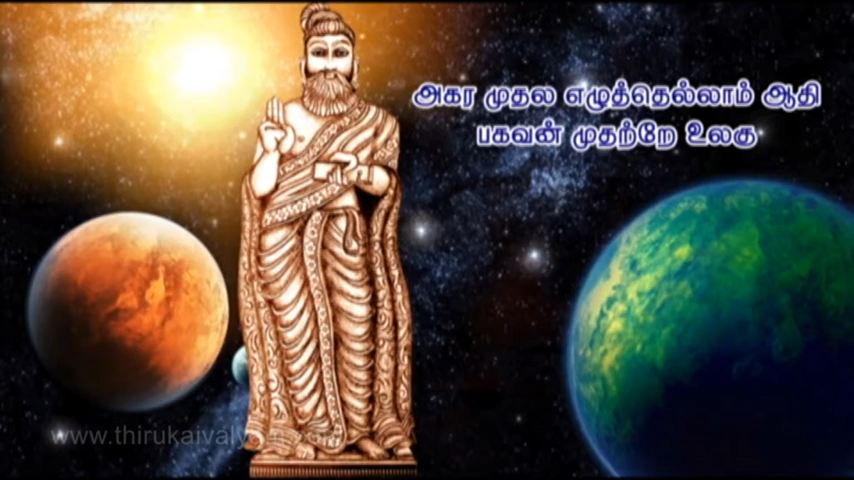 அகர முதல எழுத்தெல்லாம் ஆதி
பகவன் முதற்றே உலகு